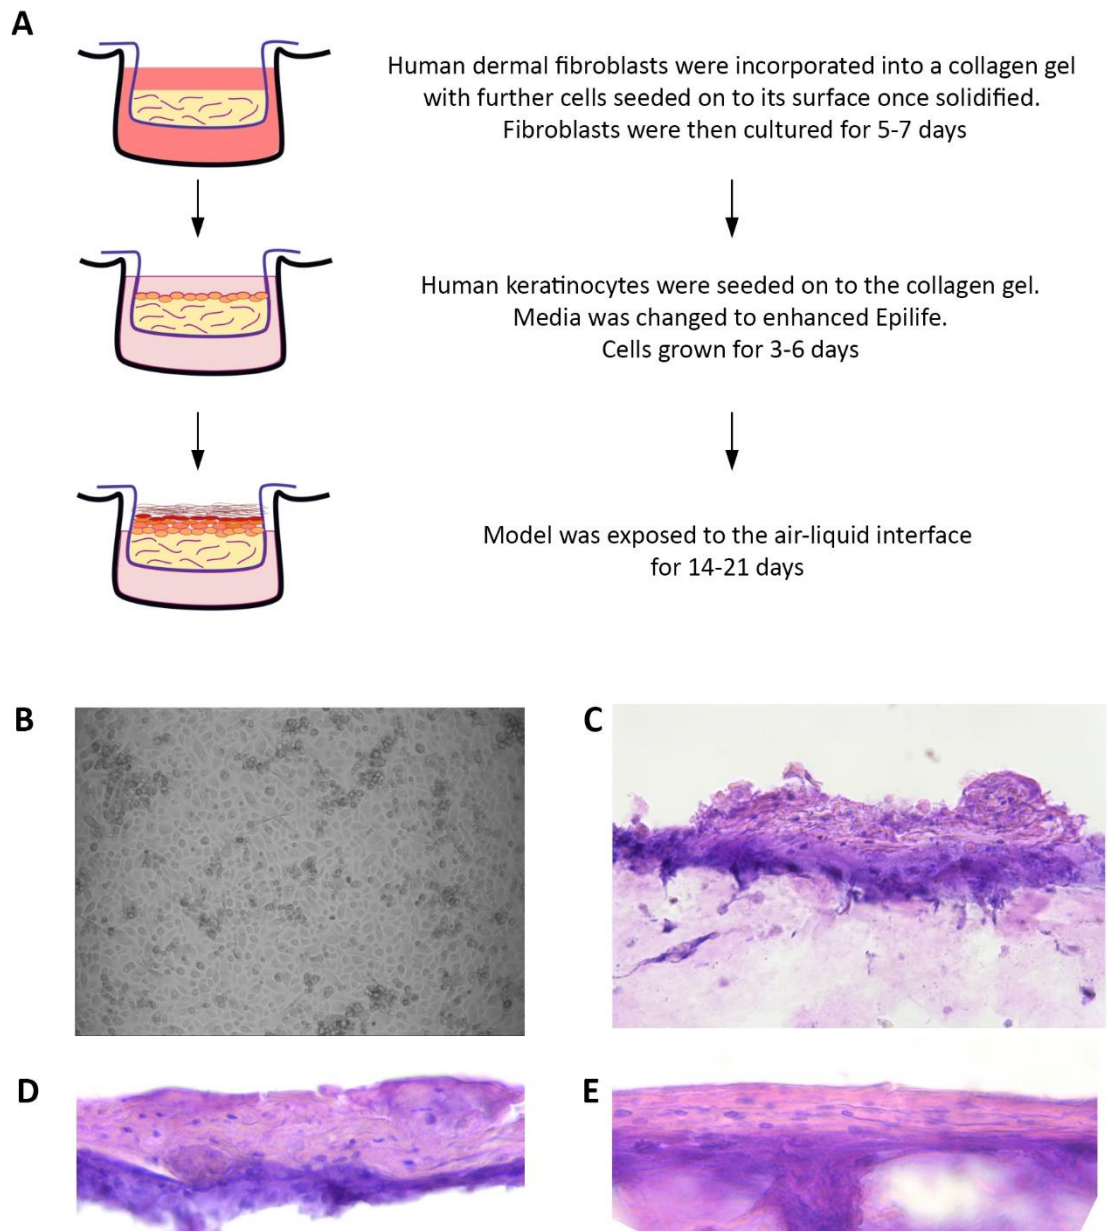 A
Human dermal fibroblasts were incorporated into a collagen gel
with further cells seeded on to its surface once solidified.
Fibroblasts were then cultured for 5-7 days
Human keratinocytes were seeded on to the collagen gel.
Media was changed to enhanced Epilife.
Cells grown for 3-6 days
Model was exposed to the air-liquid interface
for 14-21 days
B
C
D
E